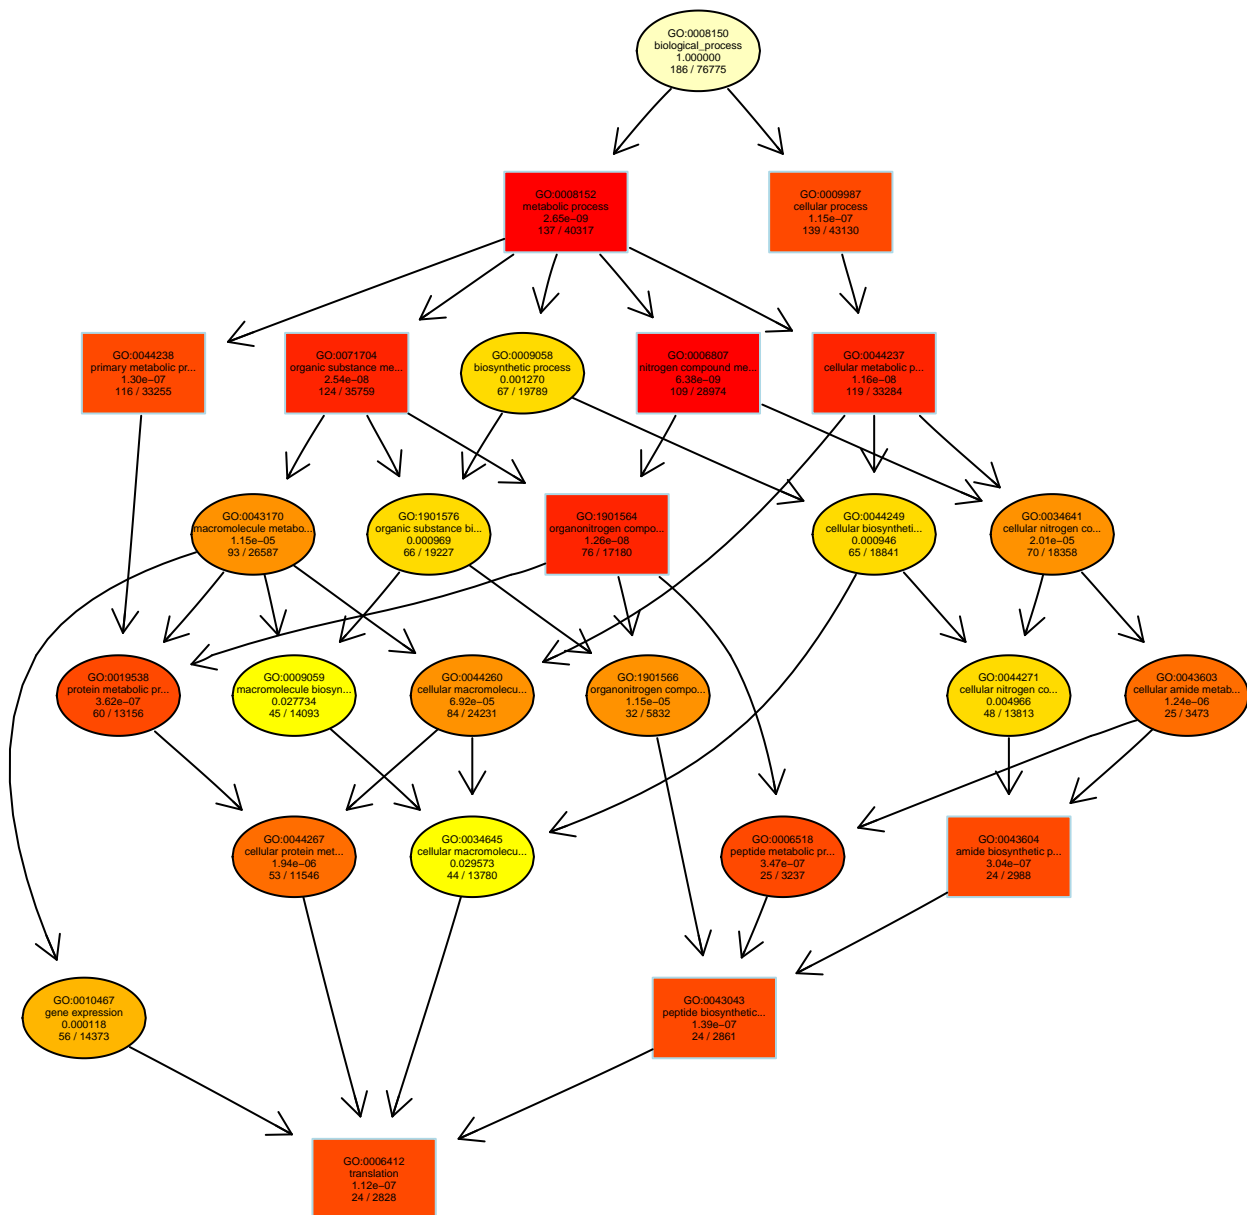 GO:0008150
biological_process
1.000000
186 / 76775
GO:0008152
metabolic process
2.65e−09
137 / 40317
GO:0009987
cellular process
1.15e−07
139 / 43130
GO:0044238
primary metabolic pr...
1.30e−07
116 / 33255
GO:0071704
organic substance me...
2.54e−08
124 / 35759
GO:0009058
biosynthetic process
0.001270
67 / 19789
GO:0006807
nitrogen compound me...
6.38e−09
109 / 28974
GO:0044237
cellular metabolic p...
1.16e−08
119 / 33284
GO:0043170
macromolecule metabo...
1.15e−05
93 / 26587
GO:1901576
organic substance bi...
0.000969
66 / 19227
GO:1901564
organonitrogen compo...
1.26e−08
76 / 17180
GO:0044249
cellular biosyntheti...
0.000946
65 / 18841
GO:0034641
cellular nitrogen co...
2.01e−05
70 / 18358
GO:0019538
protein metabolic pr...
3.62e−07
60 / 13156
GO:0009059
macromolecule biosyn...
0.027734
45 / 14093
GO:0044260
cellular macromolecu...
6.92e−05
84 / 24231
GO:1901566
organonitrogen compo...
1.15e−05
32 / 5832
GO:0044271
cellular nitrogen co...
0.004966
48 / 13813
GO:0043603
cellular amide metab...
1.24e−06
25 / 3473
GO:0044267
cellular protein met...
1.94e−06
53 / 11546
GO:0034645
cellular macromolecu...
0.029573
44 / 13780
GO:0006518
peptide metabolic pr...
3.47e−07
25 / 3237
GO:0043604
amide biosynthetic p...
3.04e−07
24 / 2988
GO:0010467
gene expression
0.000118
56 / 14373
GO:0043043
peptide biosynthetic...
1.39e−07
24 / 2861
GO:0006412
translation
1.12e−07
24 / 2828